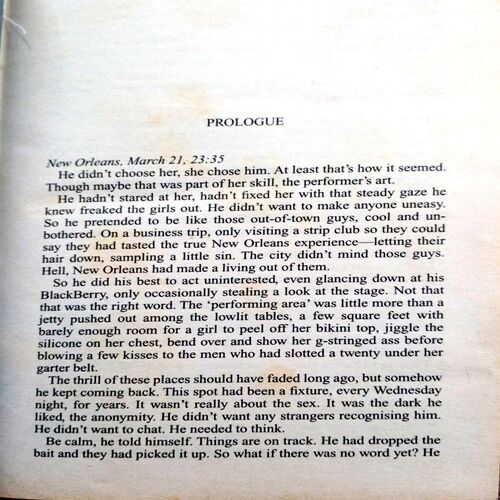 PROLOGUE
New Orleans, March 21, 23:35
He didn't choose her, she chose him. At least that's how it seemed.
Though maybe that was part of her skill, the performer's art.
He hadn't stared at her, hadn't fixed her with that steady gaze he
knew freaked the girls out. He didn't want to make anyone uneasy.
So he pretended to be like those out-of-town guys, cool and un-
bothered. On a business trip, only visiting a strip club so they could
say they had tasted the true New Orleans experience—letting their
hair down, sampling a little sin. The city didn't mind those guys.
Hell, New Orleans had made a living out of them.
So he did his best to act uninterested, even glancing down at his
BlackBerry, only occasionally stealing a look at the stage. Not that
that was the right word. The 'performing area' was little more than a
jetty pushed out among the lowlit tables, a few square feet with
barely enough room for a girl to peel off her bikini top, jiggle the
silicone on her chest, bend over and show her g-stringed ass before
blowing a few kisses to the men who had slotted a twenty under her
garter belt.
The thrill of these places should have faded long ago, but somehow
he kept coming back. This spot had been a fixture, every Wednesday
night, for years. It wasn't really about the sex. It was the dark he
liked, the anonymity. He didn't want any strangers recognising him.
He didn't want to chat. He needed to think.
Be calm, he told himself. Things are on track. He had dropped the
bait and they had picked it up. So what if there was no word yet? He